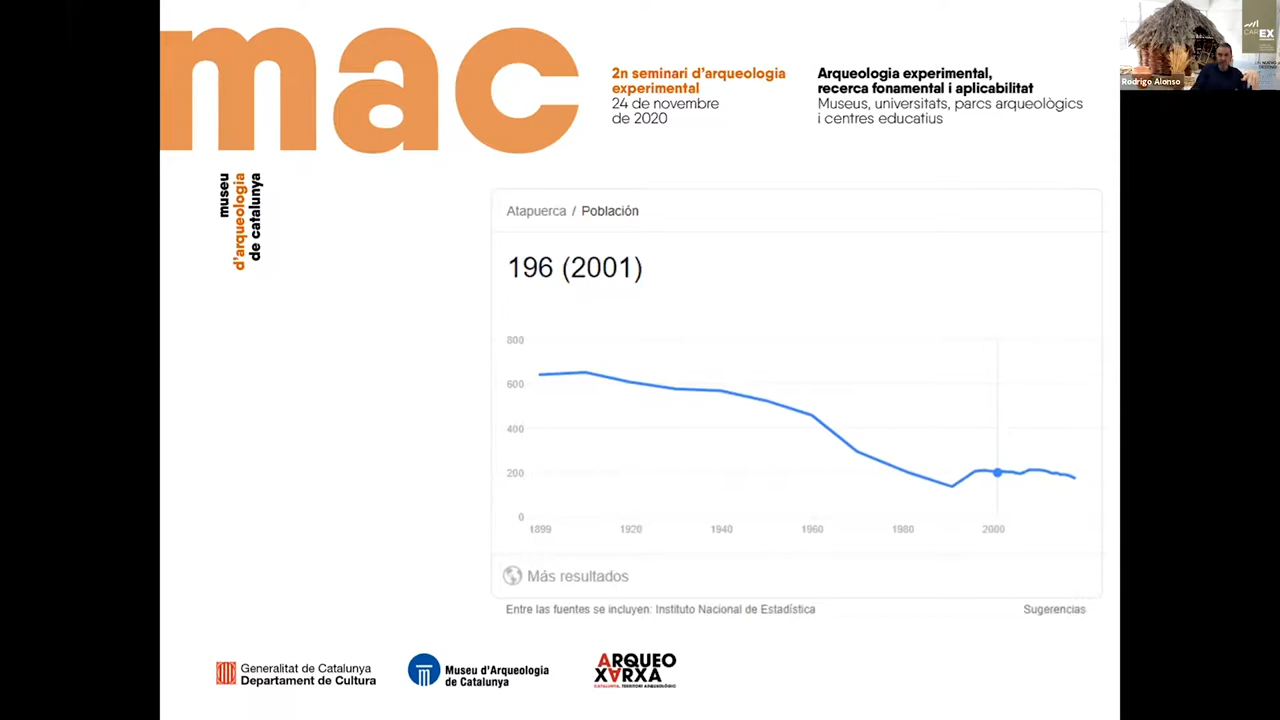 mac
museu
d'arqueologia
de catalunya
2n seminari d'arqueologia
experimental
24 de novembre
de 2020
Arqueologia experimental,
recerca fonamental i aplicabilitat
Museus, universitats, parcs arqueològics
i centres educatius
Rodrigo Alonso
CAREX
Atapuerca / Población
196 (2001)
800
600
400
200
0
1899
1920
1940
1960
1980
2000
Más resultados
Entre las fuentes se incluyen: Instituto Nacional de Estadística
Sugerencias
Generalitat de Catalunya
Departament de Cultura
Museu d'Arqueologia
de Catalunya
ARQUEO
XARXA
CATALUNYA, TERRITORI ARQUEOLÒGIC